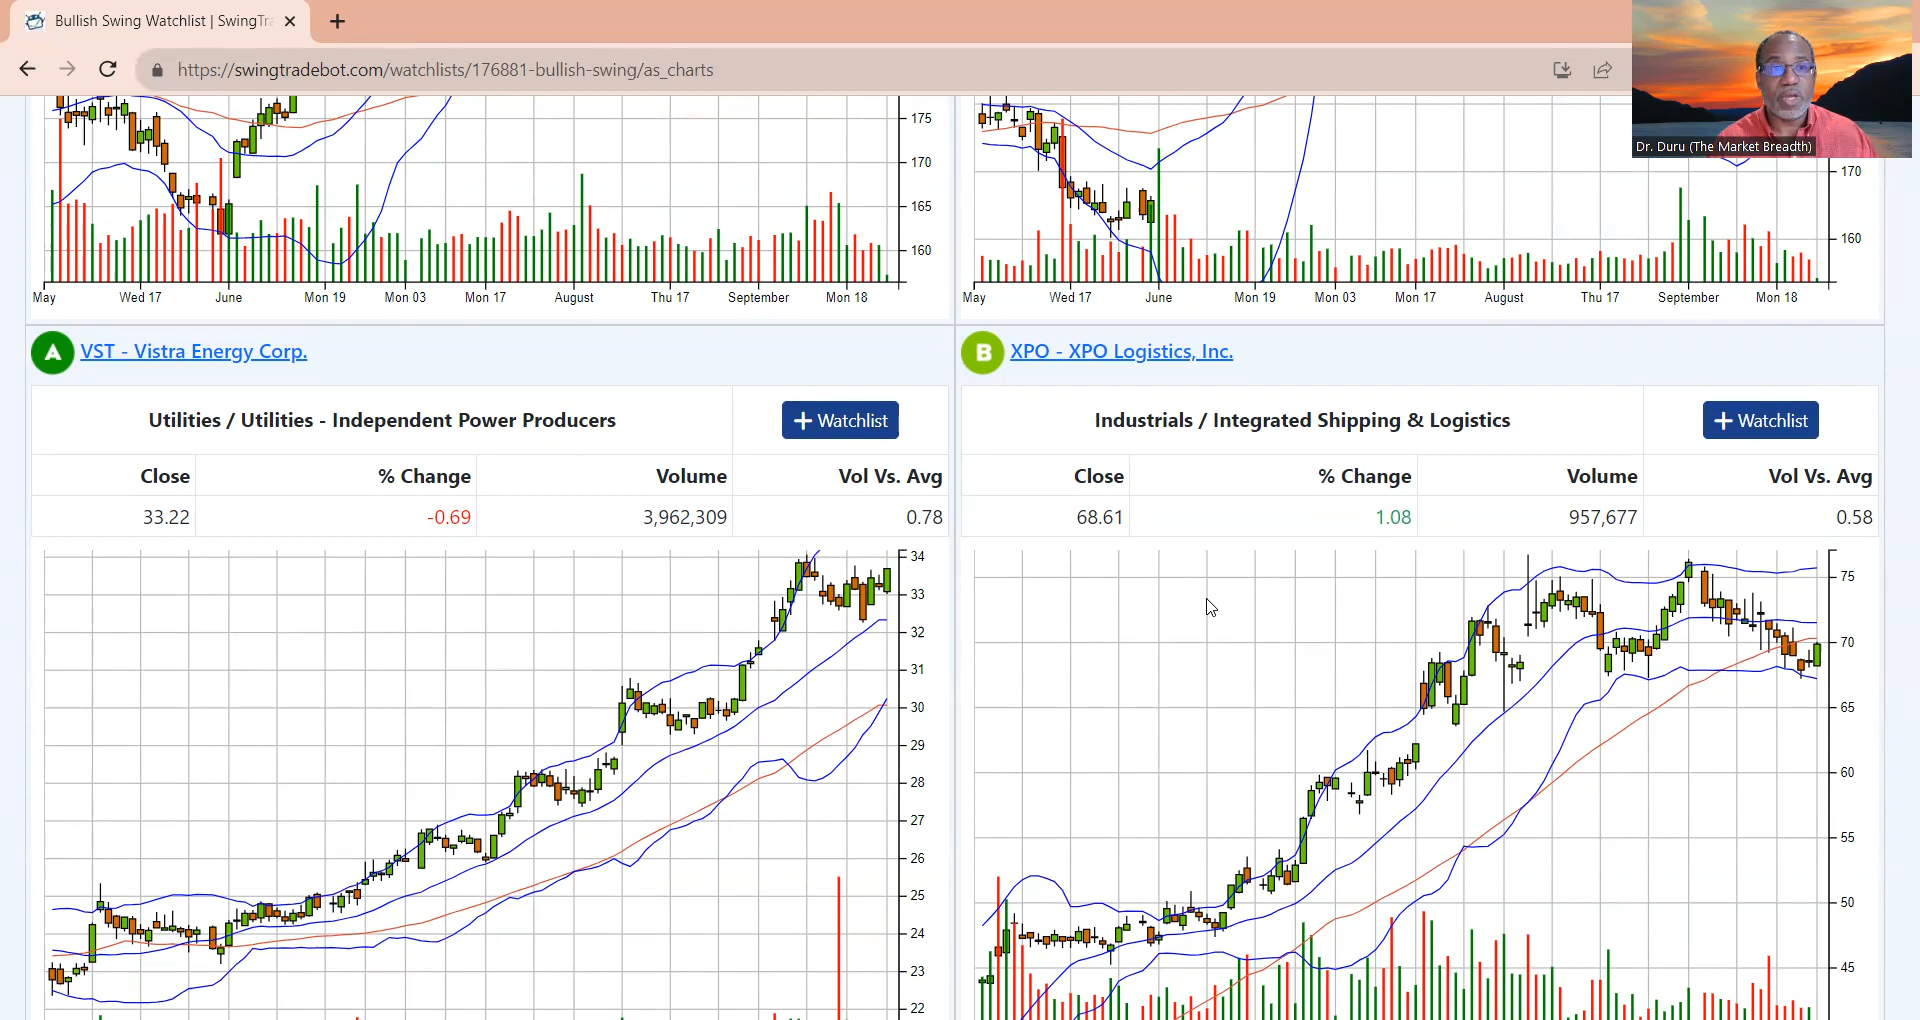 Bullish Swing Watchlist | SwingTra
https://swingtradebot.com/watchlists/176881-bullish-swing/as_charts
Dr. Duru (The Market Breadth)
175
170
165
160
May Wed 17 June Mon 19 Mon 03 Mon 17 August Thu 17 September Mon 18
170
160
May Wed 17 June Mon 19 Mon 03 Mon 17 August Thu 17 September Mon 18
A VST - Vistra Energy Corp.
Utilities / Utilities - Independent Power Producers
+ Watchlist
Close % Change Volume Vol Vs. Avg
33.22 -0.69 3,962,309 0.78
34
33
32
31
30
29
28
27
26
25
24
23
22
B XPO - XPO Logistics, Inc.
Industrials / Integrated Shipping & Logistics
+ Watchlist
Close % Change Volume Vol Vs. Avg
68.61 1.08 957,677 0.58
75
70
65
60
55
50
45